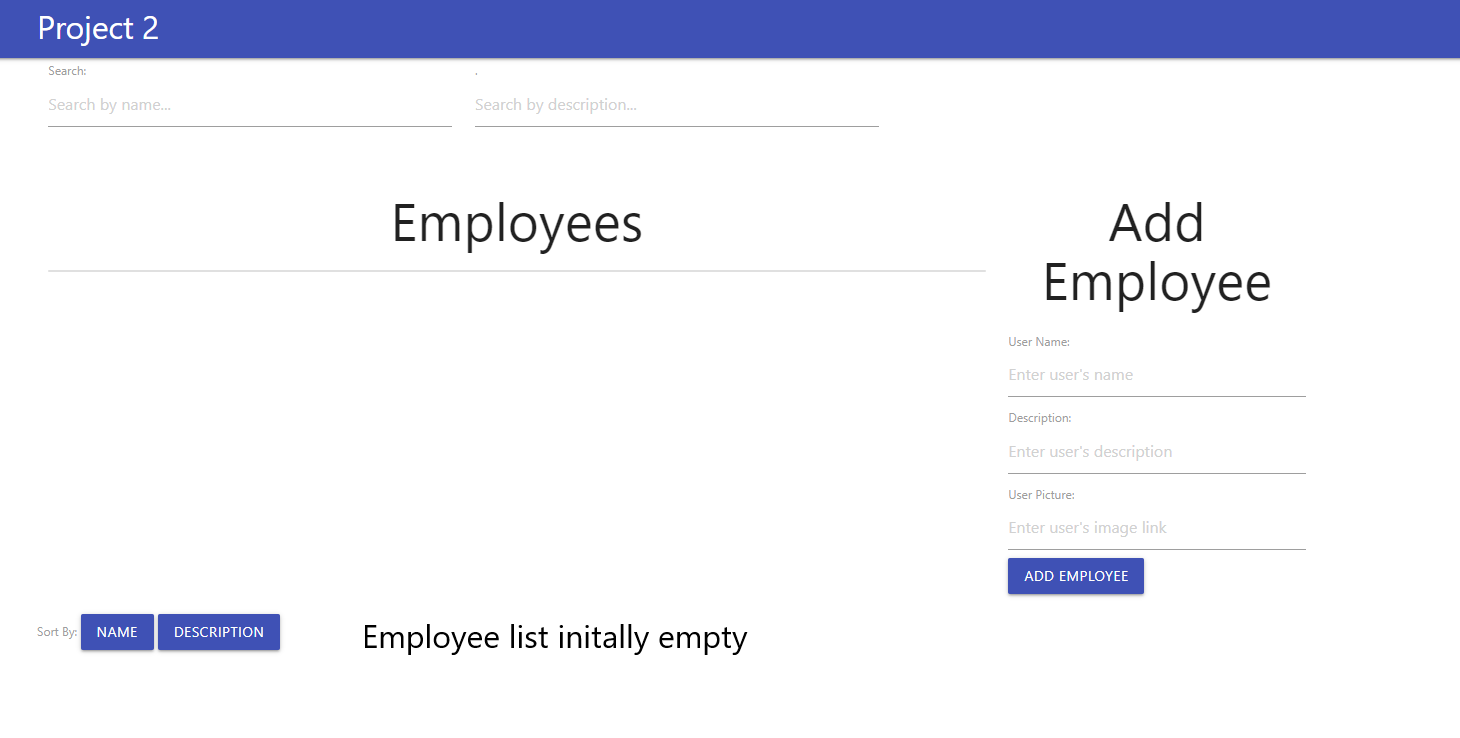 Project 2
Search:
.
Search by name...
Search by description...
Employees
Add
Employee
User Name:
Enter user's name
Description:
Enter user's description
User Picture:
Enter user's image link
ADD EMPLOYEE
Sort By: NAME DESCRIPTION
Employee list initally empty